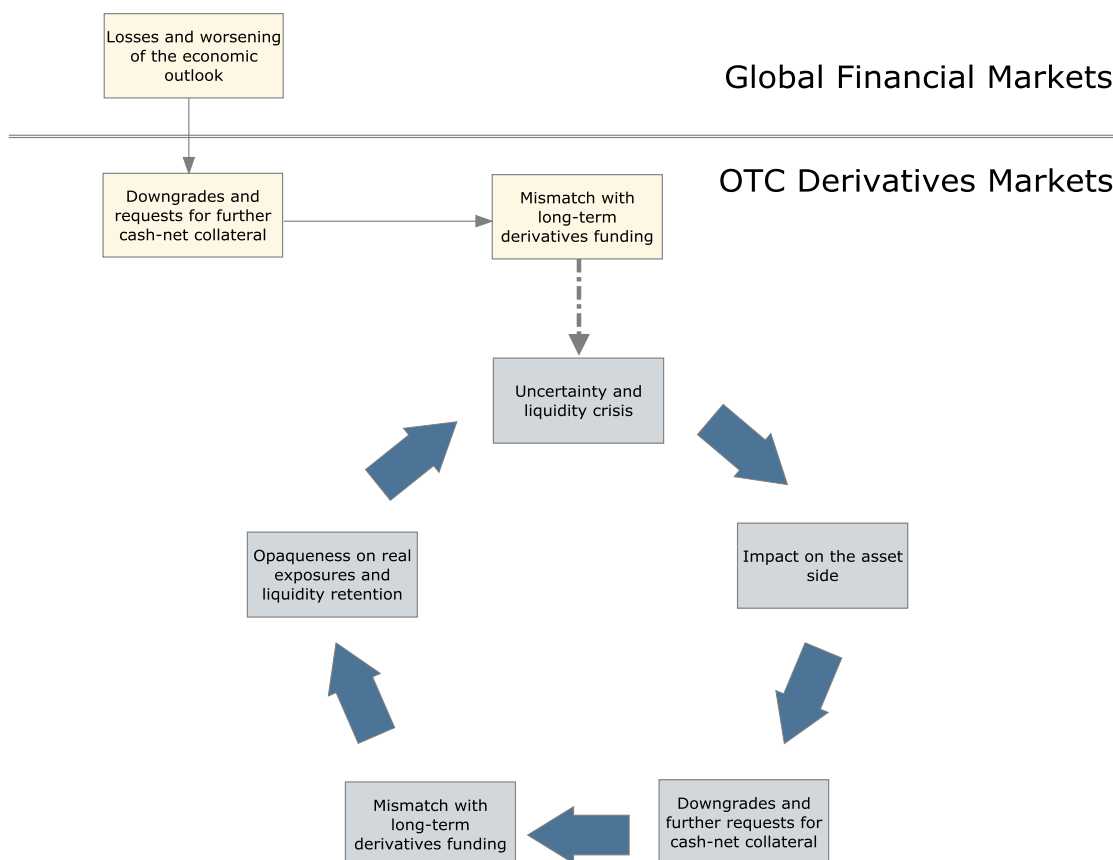 Losses and worsening
of the economic
outlook
Global Financial Markets
OTC Derivatives Markets
Downgrades and
requests for further
cash-net collateral
Mismatch with
long-term
derivatives funding
Uncertainty and
liquidity crisis
Impact on the asset
side
Downgrades and
further requests for
cash-net collateral
Mismatch with
long-term
derivatives funding
Opaqueness on real
exposures and
liquidity retention